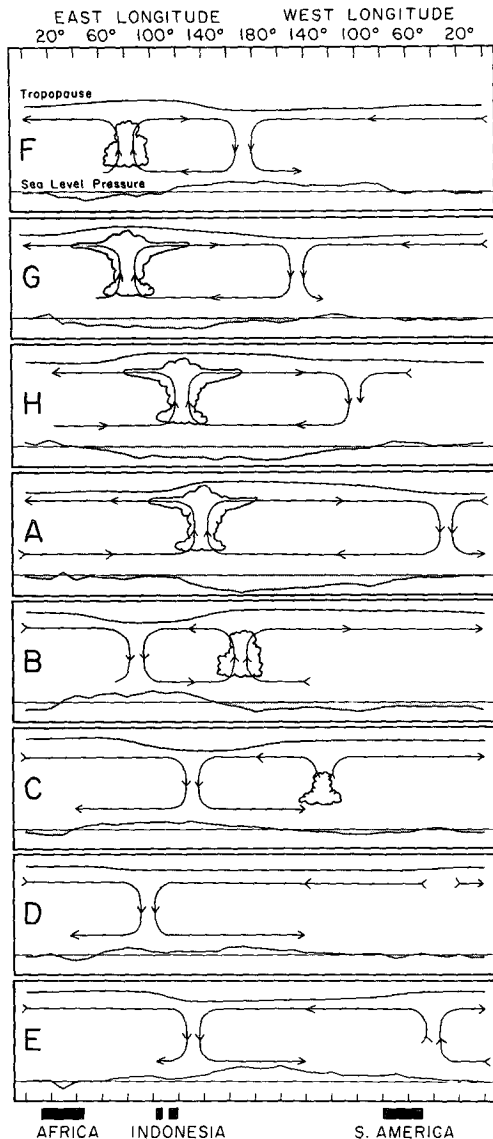 EAST LONGITUDE WEST LONGITUDE
20° 60° 100° 140° 180° 140° 100° 60° 20°
Tropopause
F
Sea Level Pressure
G
H
A
B
C
D
E
AFRICA INDONESIA S. AMERICA